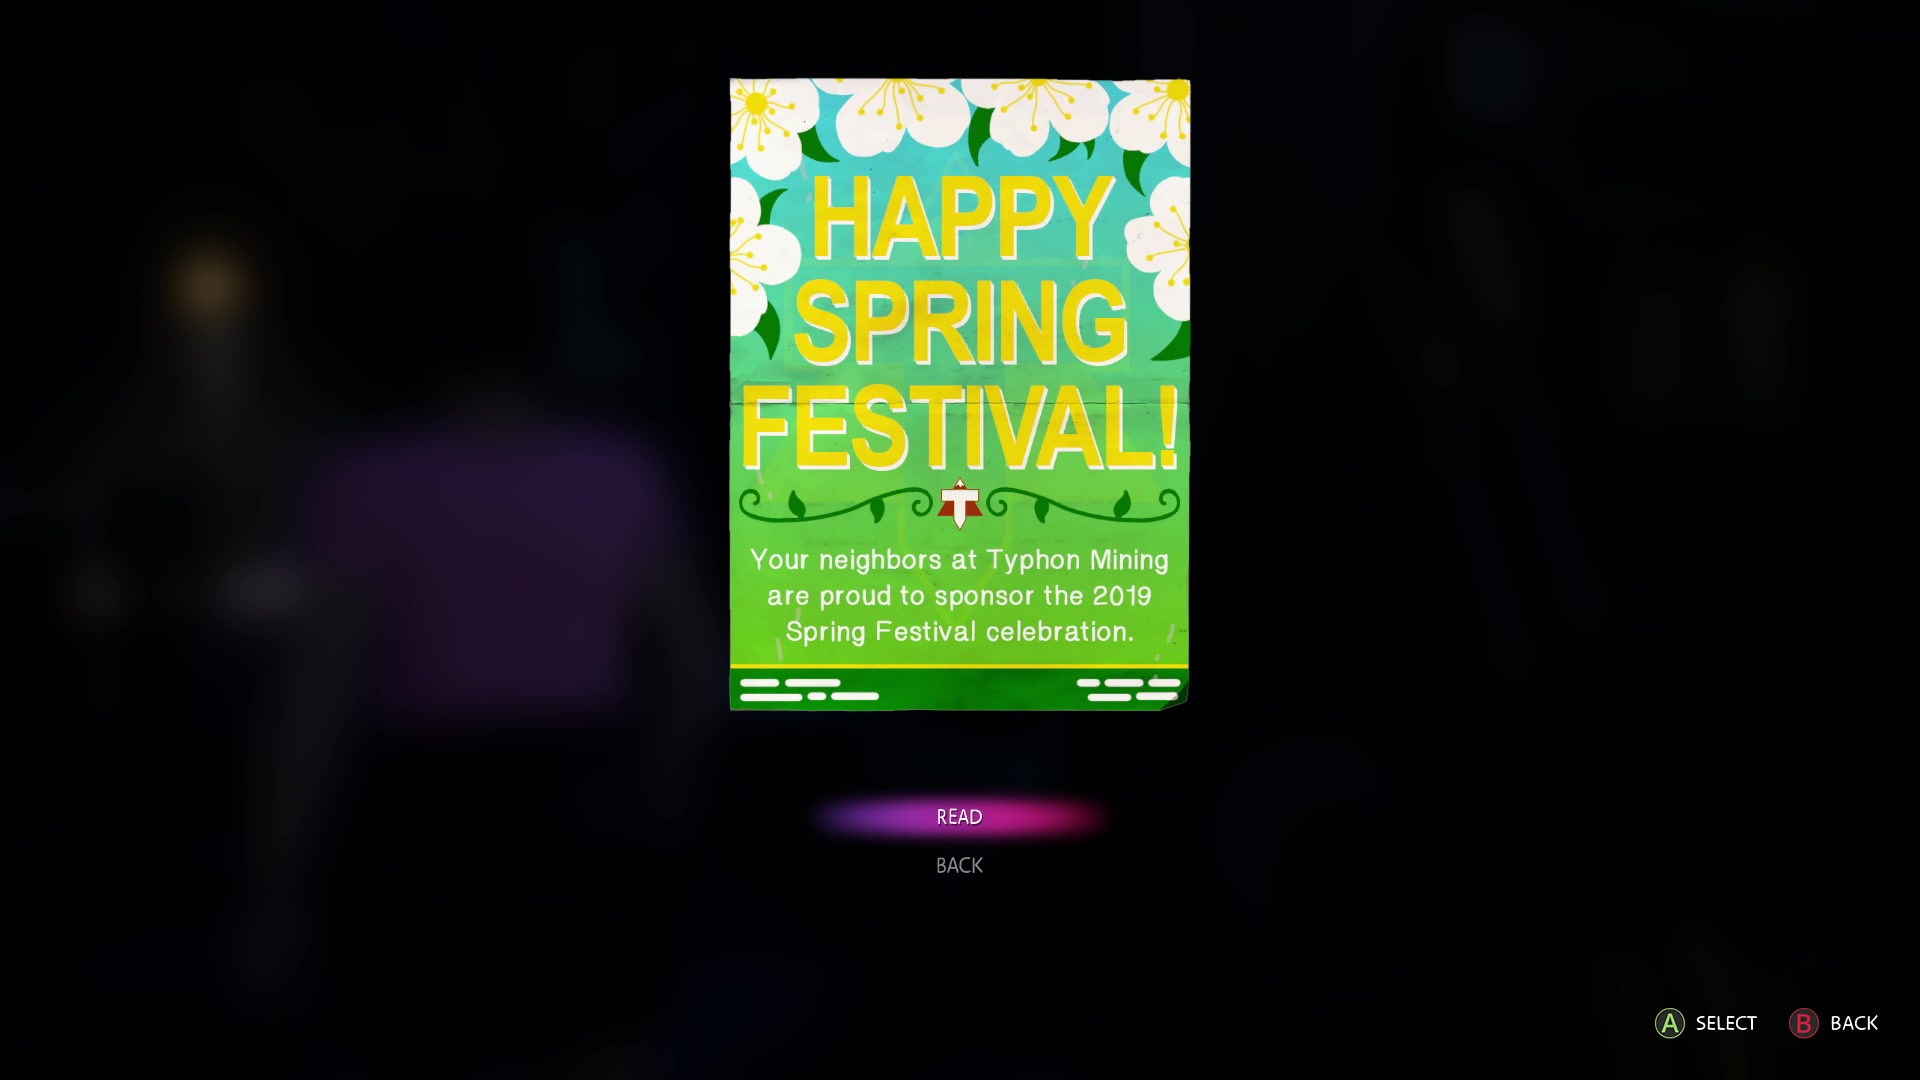 HAPPY
SPRING
FESTIVAL!
T
Your neighbors at Typhon Mining
are proud to sponsor the 2019
Spring Festival celebration.
READ
BACK
A SELECT B BACK